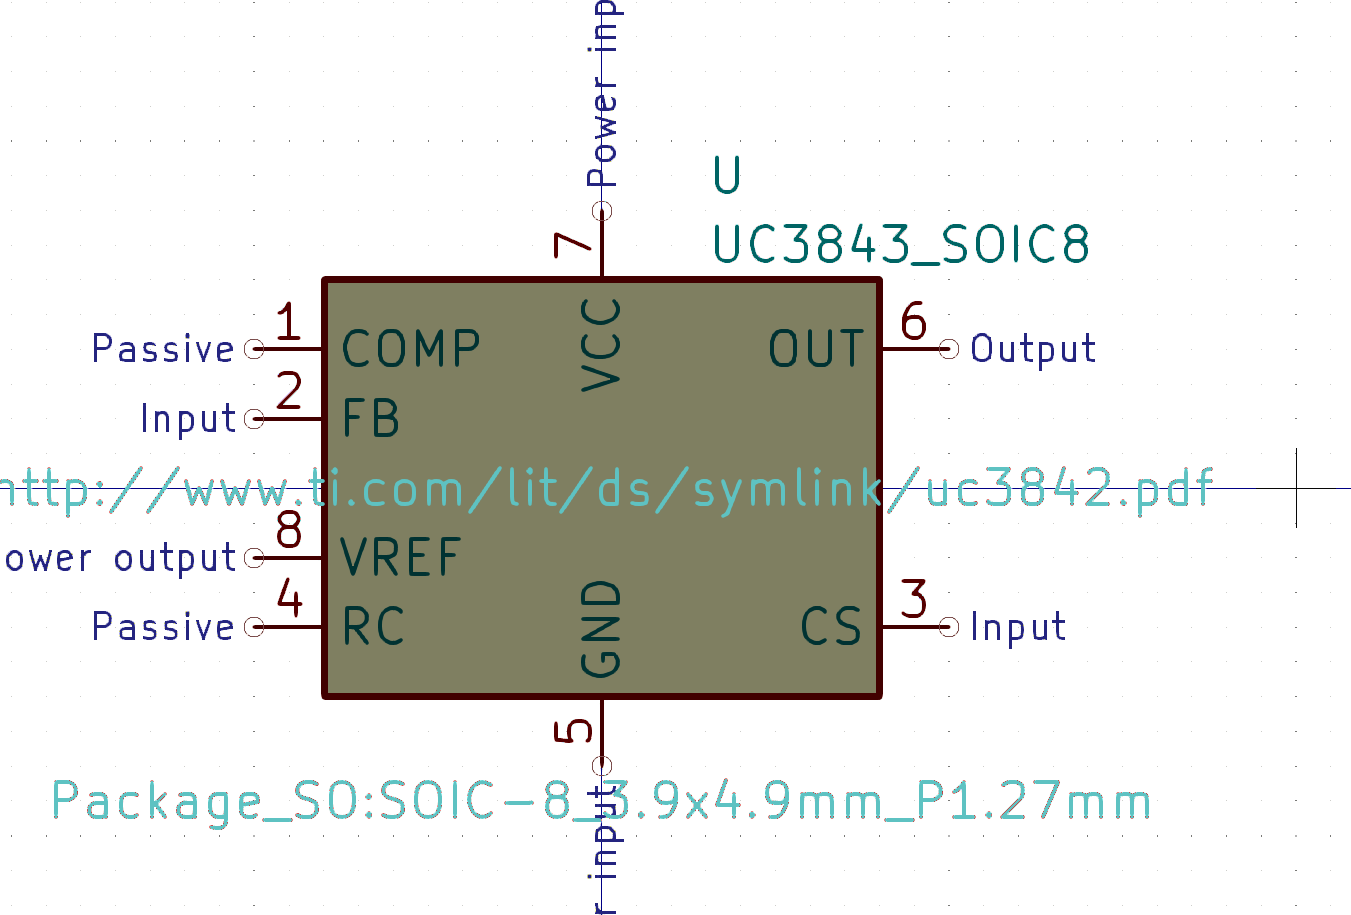 Power inp
U
7
UC3843_SOIC8
1
6
Passive
COMP
VCC
OUT
Output
2
Input
FB
http://www.ti.com/lit/ds/symlink/uc3842.pdf
8
ower output
VREF
4
3
Passive
RC
GND
CS
Input
5
Package_SO:SOIC-8_3.9x4.9mm_P1.27mm
r input